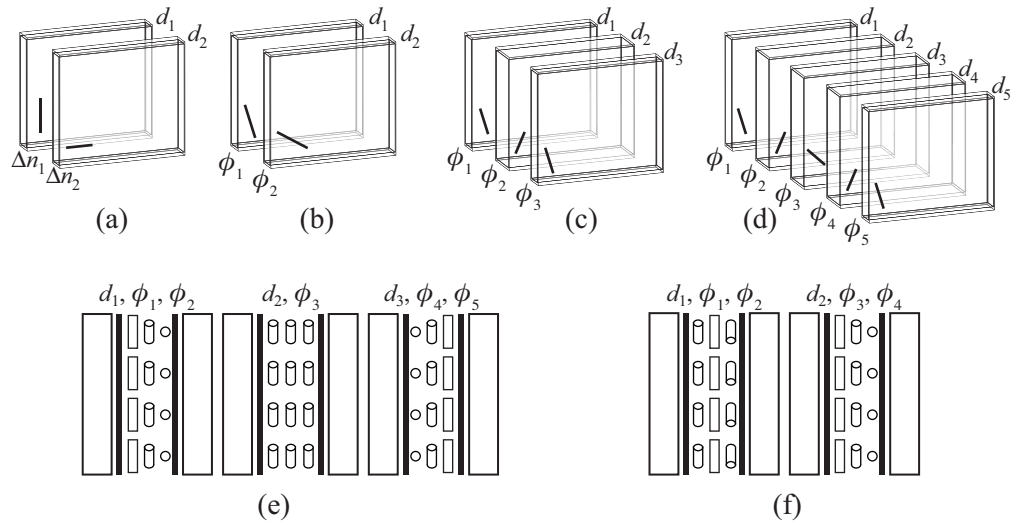 d₁
d₂
Δn₁
Δn₂
(a)
d₁
d₂
ϕ₁
ϕ₂
(b)
d₁
d₂
d₃
ϕ₁
ϕ₂
ϕ₃
(c)
d₁
d₂
d₃
d₄
d₅
ϕ₁
ϕ₂
ϕ₃
ϕ₄
ϕ₅
(d)
d₁, ϕ₁, ϕ₂
d₂, ϕ₃
d₃, ϕ₄, ϕ₅
(e)
d₁, ϕ₁, ϕ₂
d₂, ϕ₃, ϕ₄
(f)